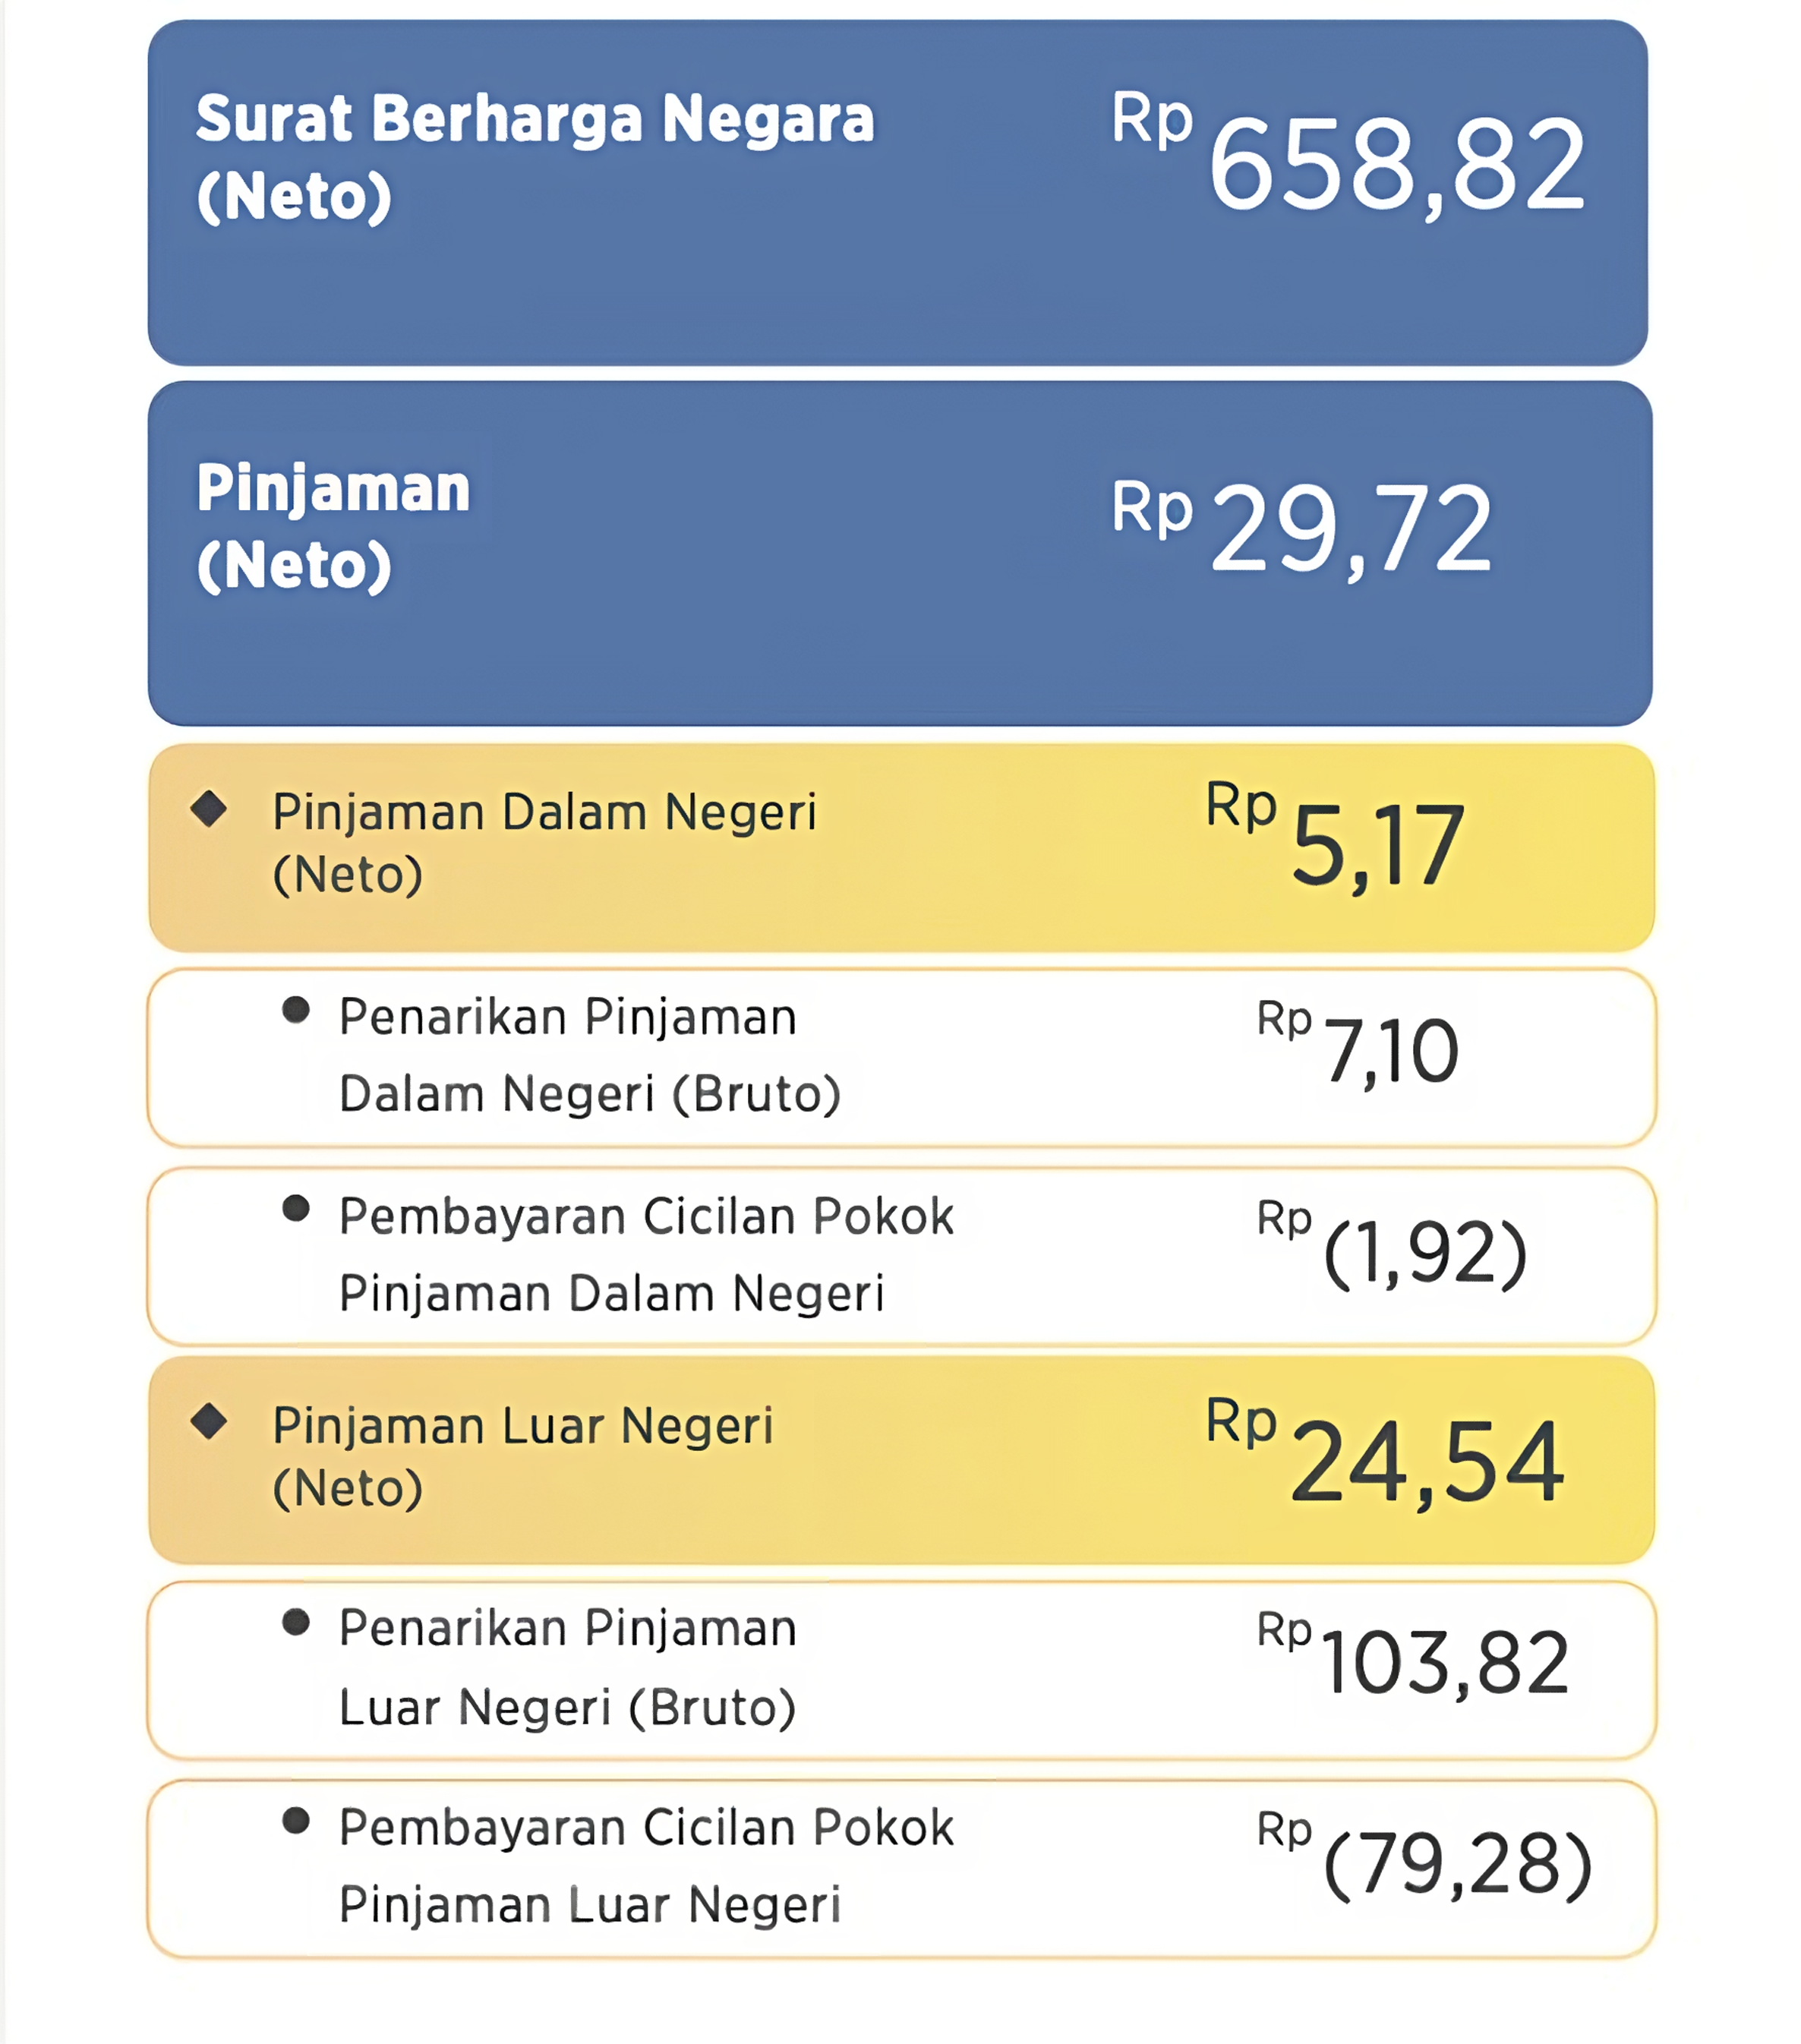 Surat Berharga Negara
(Neto)
Rp 658,82
Pinjaman
(Neto)
Rp 29,72
◆ Pinjaman Dalam Negeri
(Neto)
Rp 5,17
● Penarikan Pinjaman
Dalam Negeri (Bruto)
Rp 7,10
● Pembayaran Cicilan Pokok
Pinjaman Dalam Negeri
Rp (1,92)
◆ Pinjaman Luar Negeri
(Neto)
Rp 24,54
● Penarikan Pinjaman
Luar Negeri (Bruto)
Rp 103,82
● Pembayaran Cicilan Pokok
Pinjaman Luar Negeri
Rp (79,28)